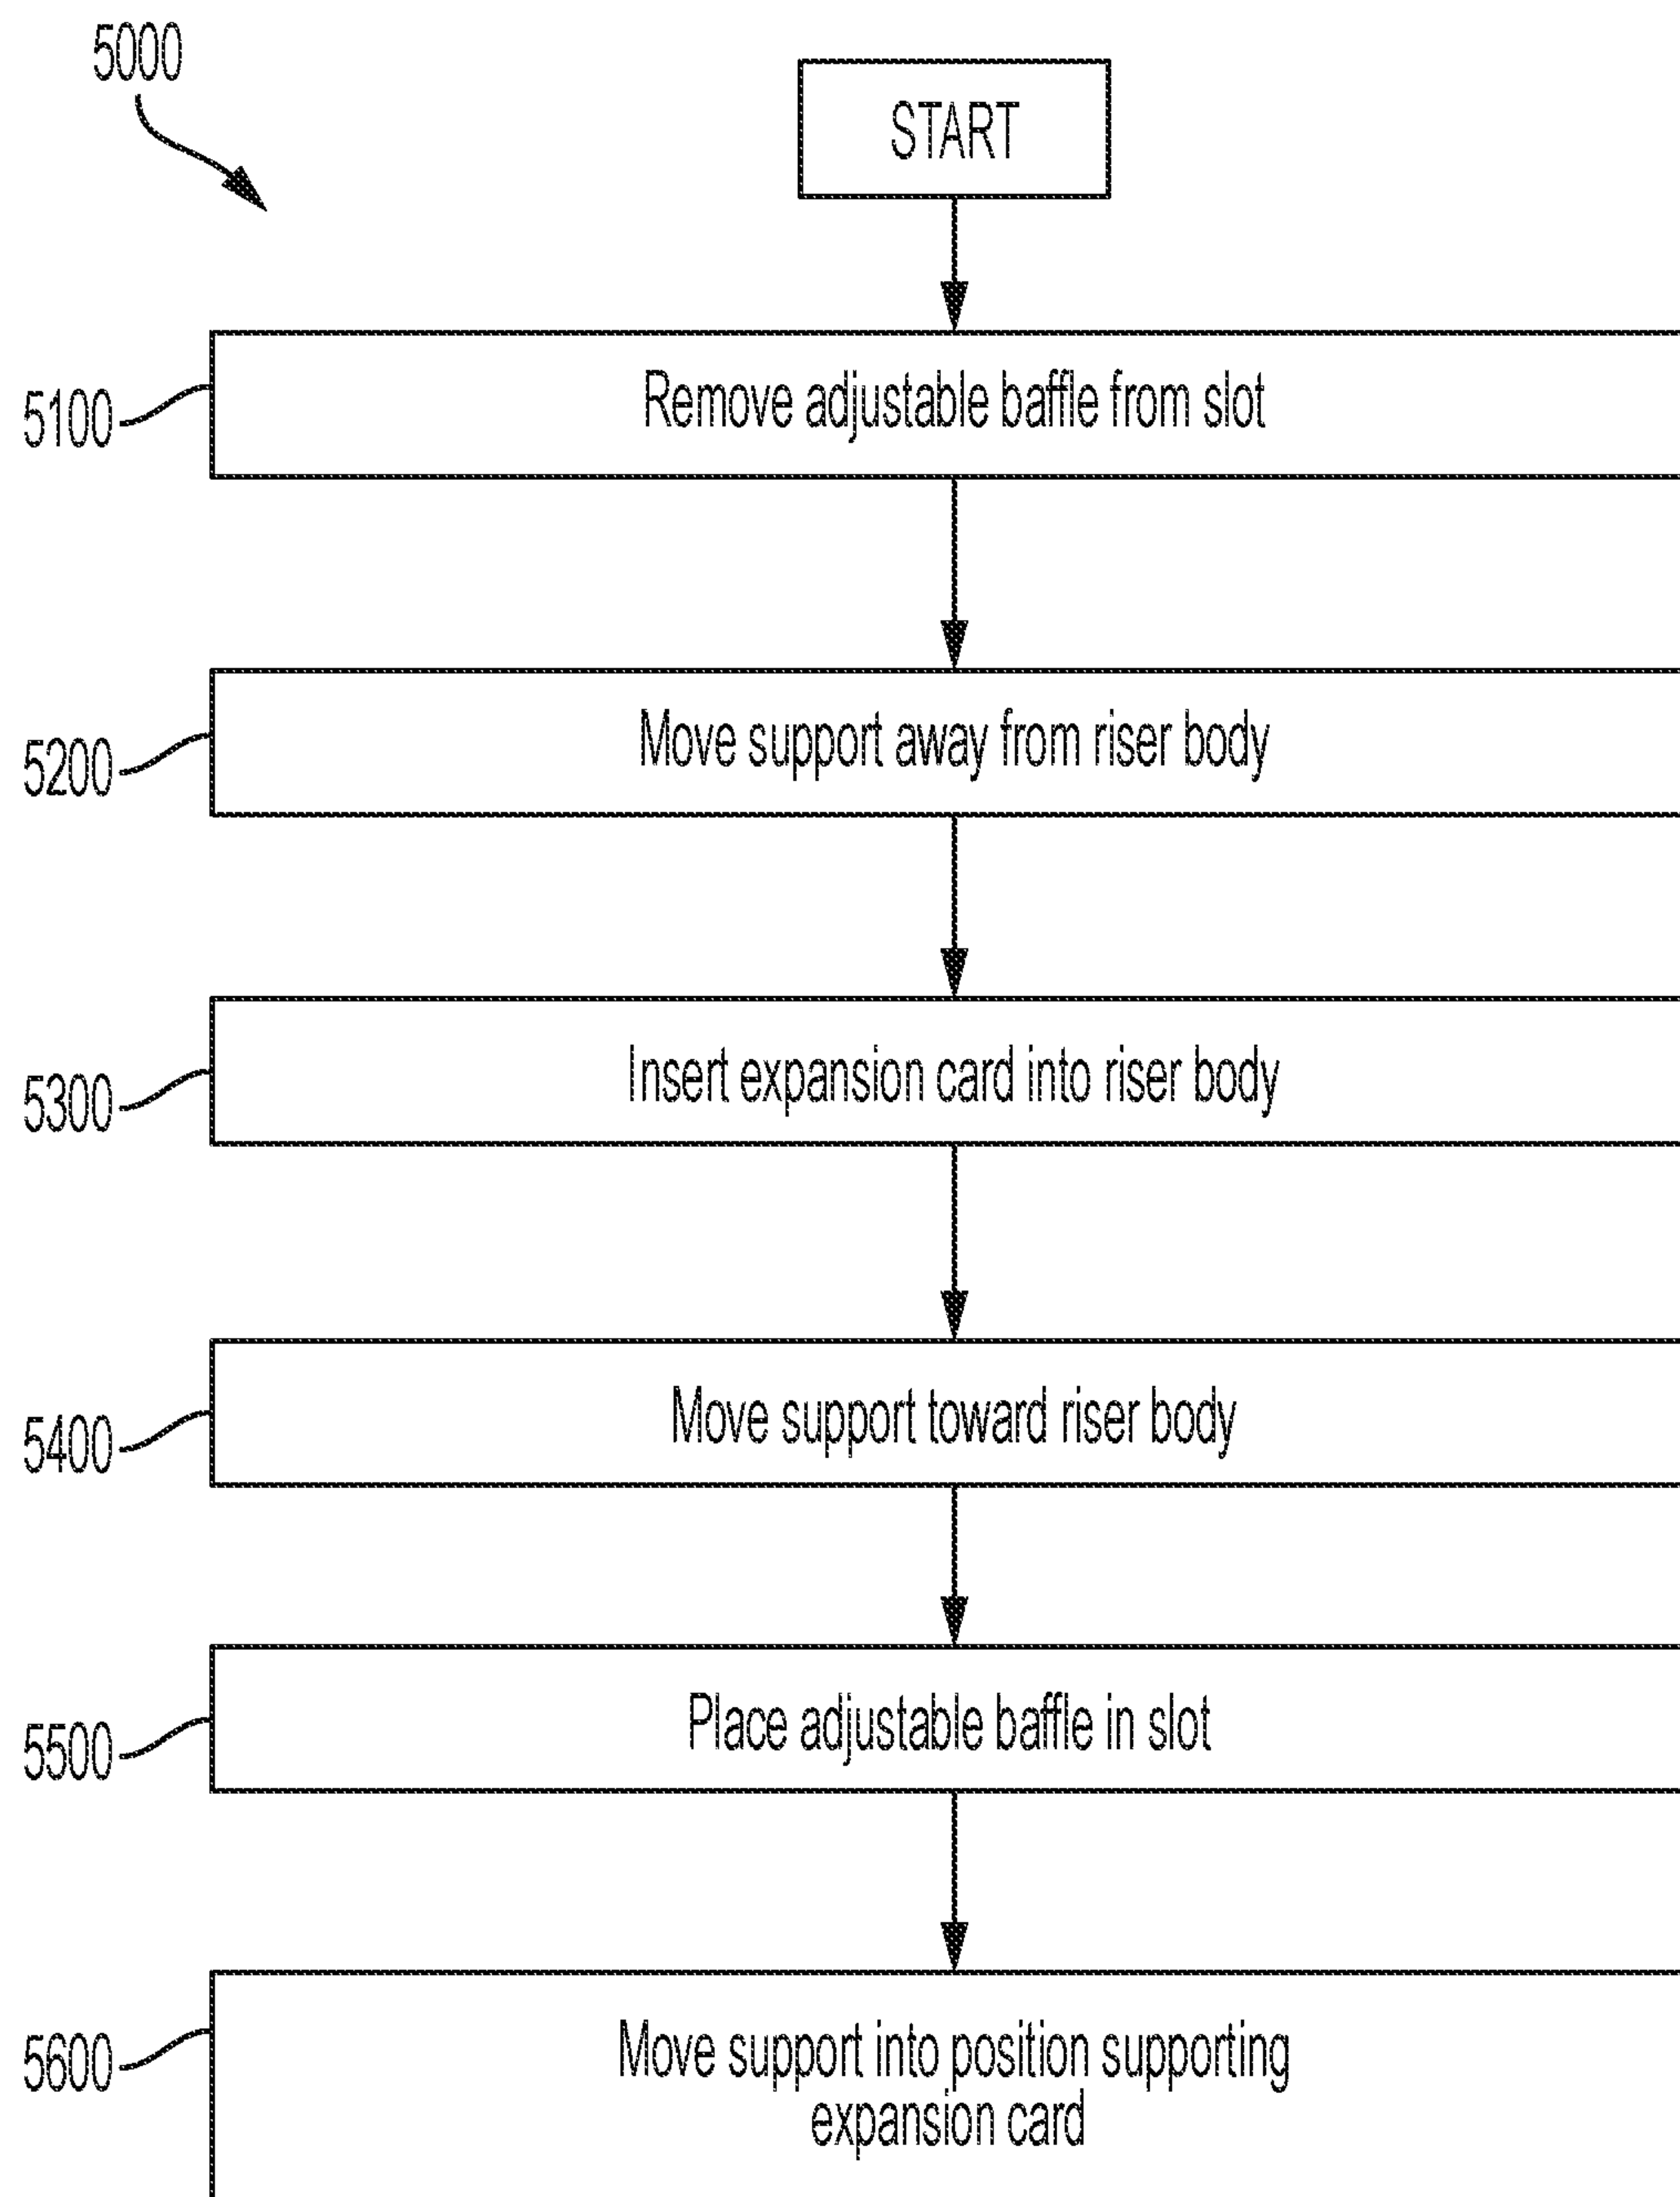 5000
START
5100
Remove adjustable baffle from slot
5200
Move support away from riser body
5300
Insert expansion card into riser body
5400
Move support toward riser body
5500
Place adjustable baffle in slot
5600
Move support into position supporting
expansion card